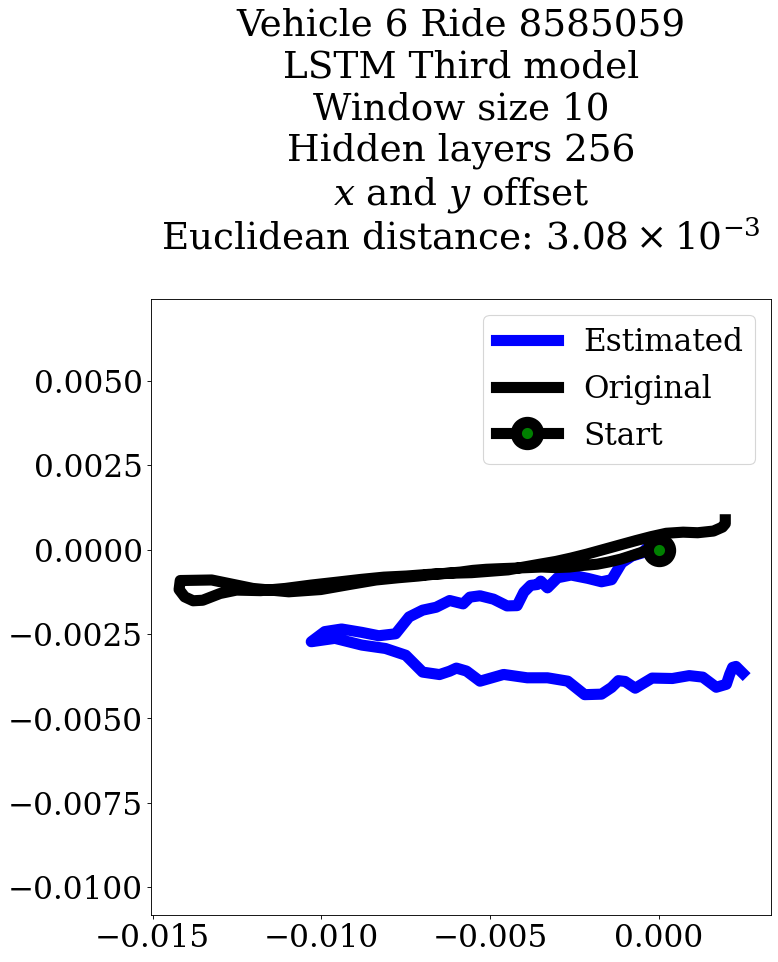 Vehicle 6 Ride 8585059
LSTM Third model
Window size 10
Hidden layers 256
x and y offset
Euclidean distance: 3.08 × 10⁻³
Estimated
Original
Start
0.0050
0.0025
0.0000
−0.0025
−0.0050
−0.0075
−0.0100
−0.015 −0.010 −0.005 0.000